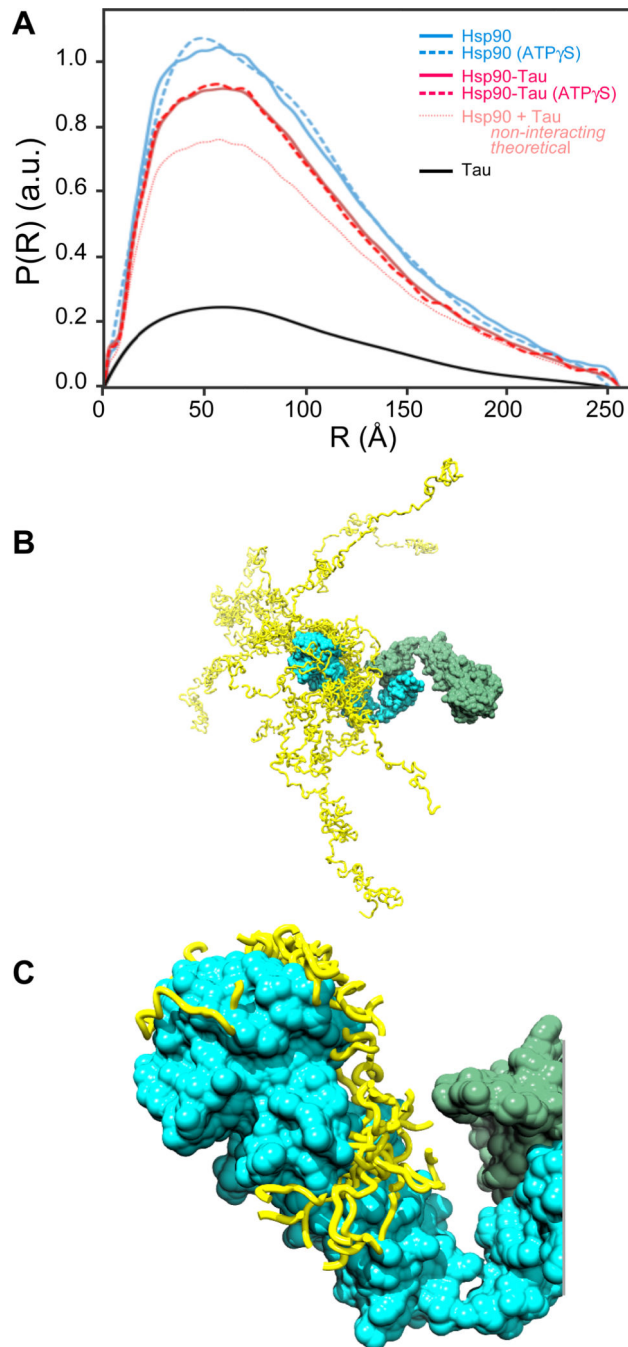 A
1.0
0.8
0.6
0.4
0.2
0.0
P(R) (a.u.)
0
50
100
150
200
250
R (Å)
Hsp90
Hsp90 (ATPγS)
Hsp90-Tau
Hsp90-Tau (ATPγS)
Hsp90 + Tau
non-interacting
theoretical
Tau
B
C